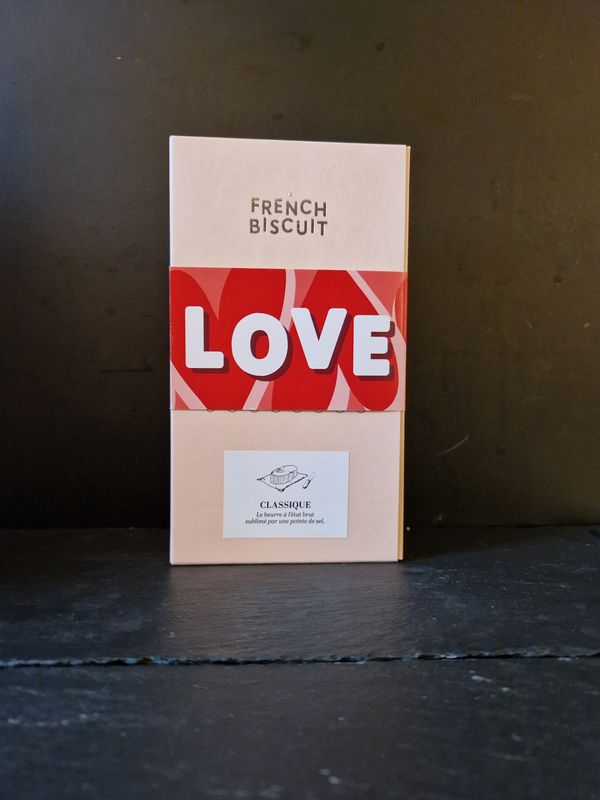 FRENCH
BISCUIT
LOVE
CLASSIQUE
Le beurre à l'état brut
sublimé par une pointe de sel.